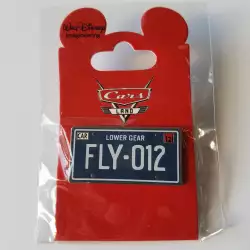 Walt Disney
Imagineering
Cars
LAND
CAR
LOWER GEAR
FLY-012